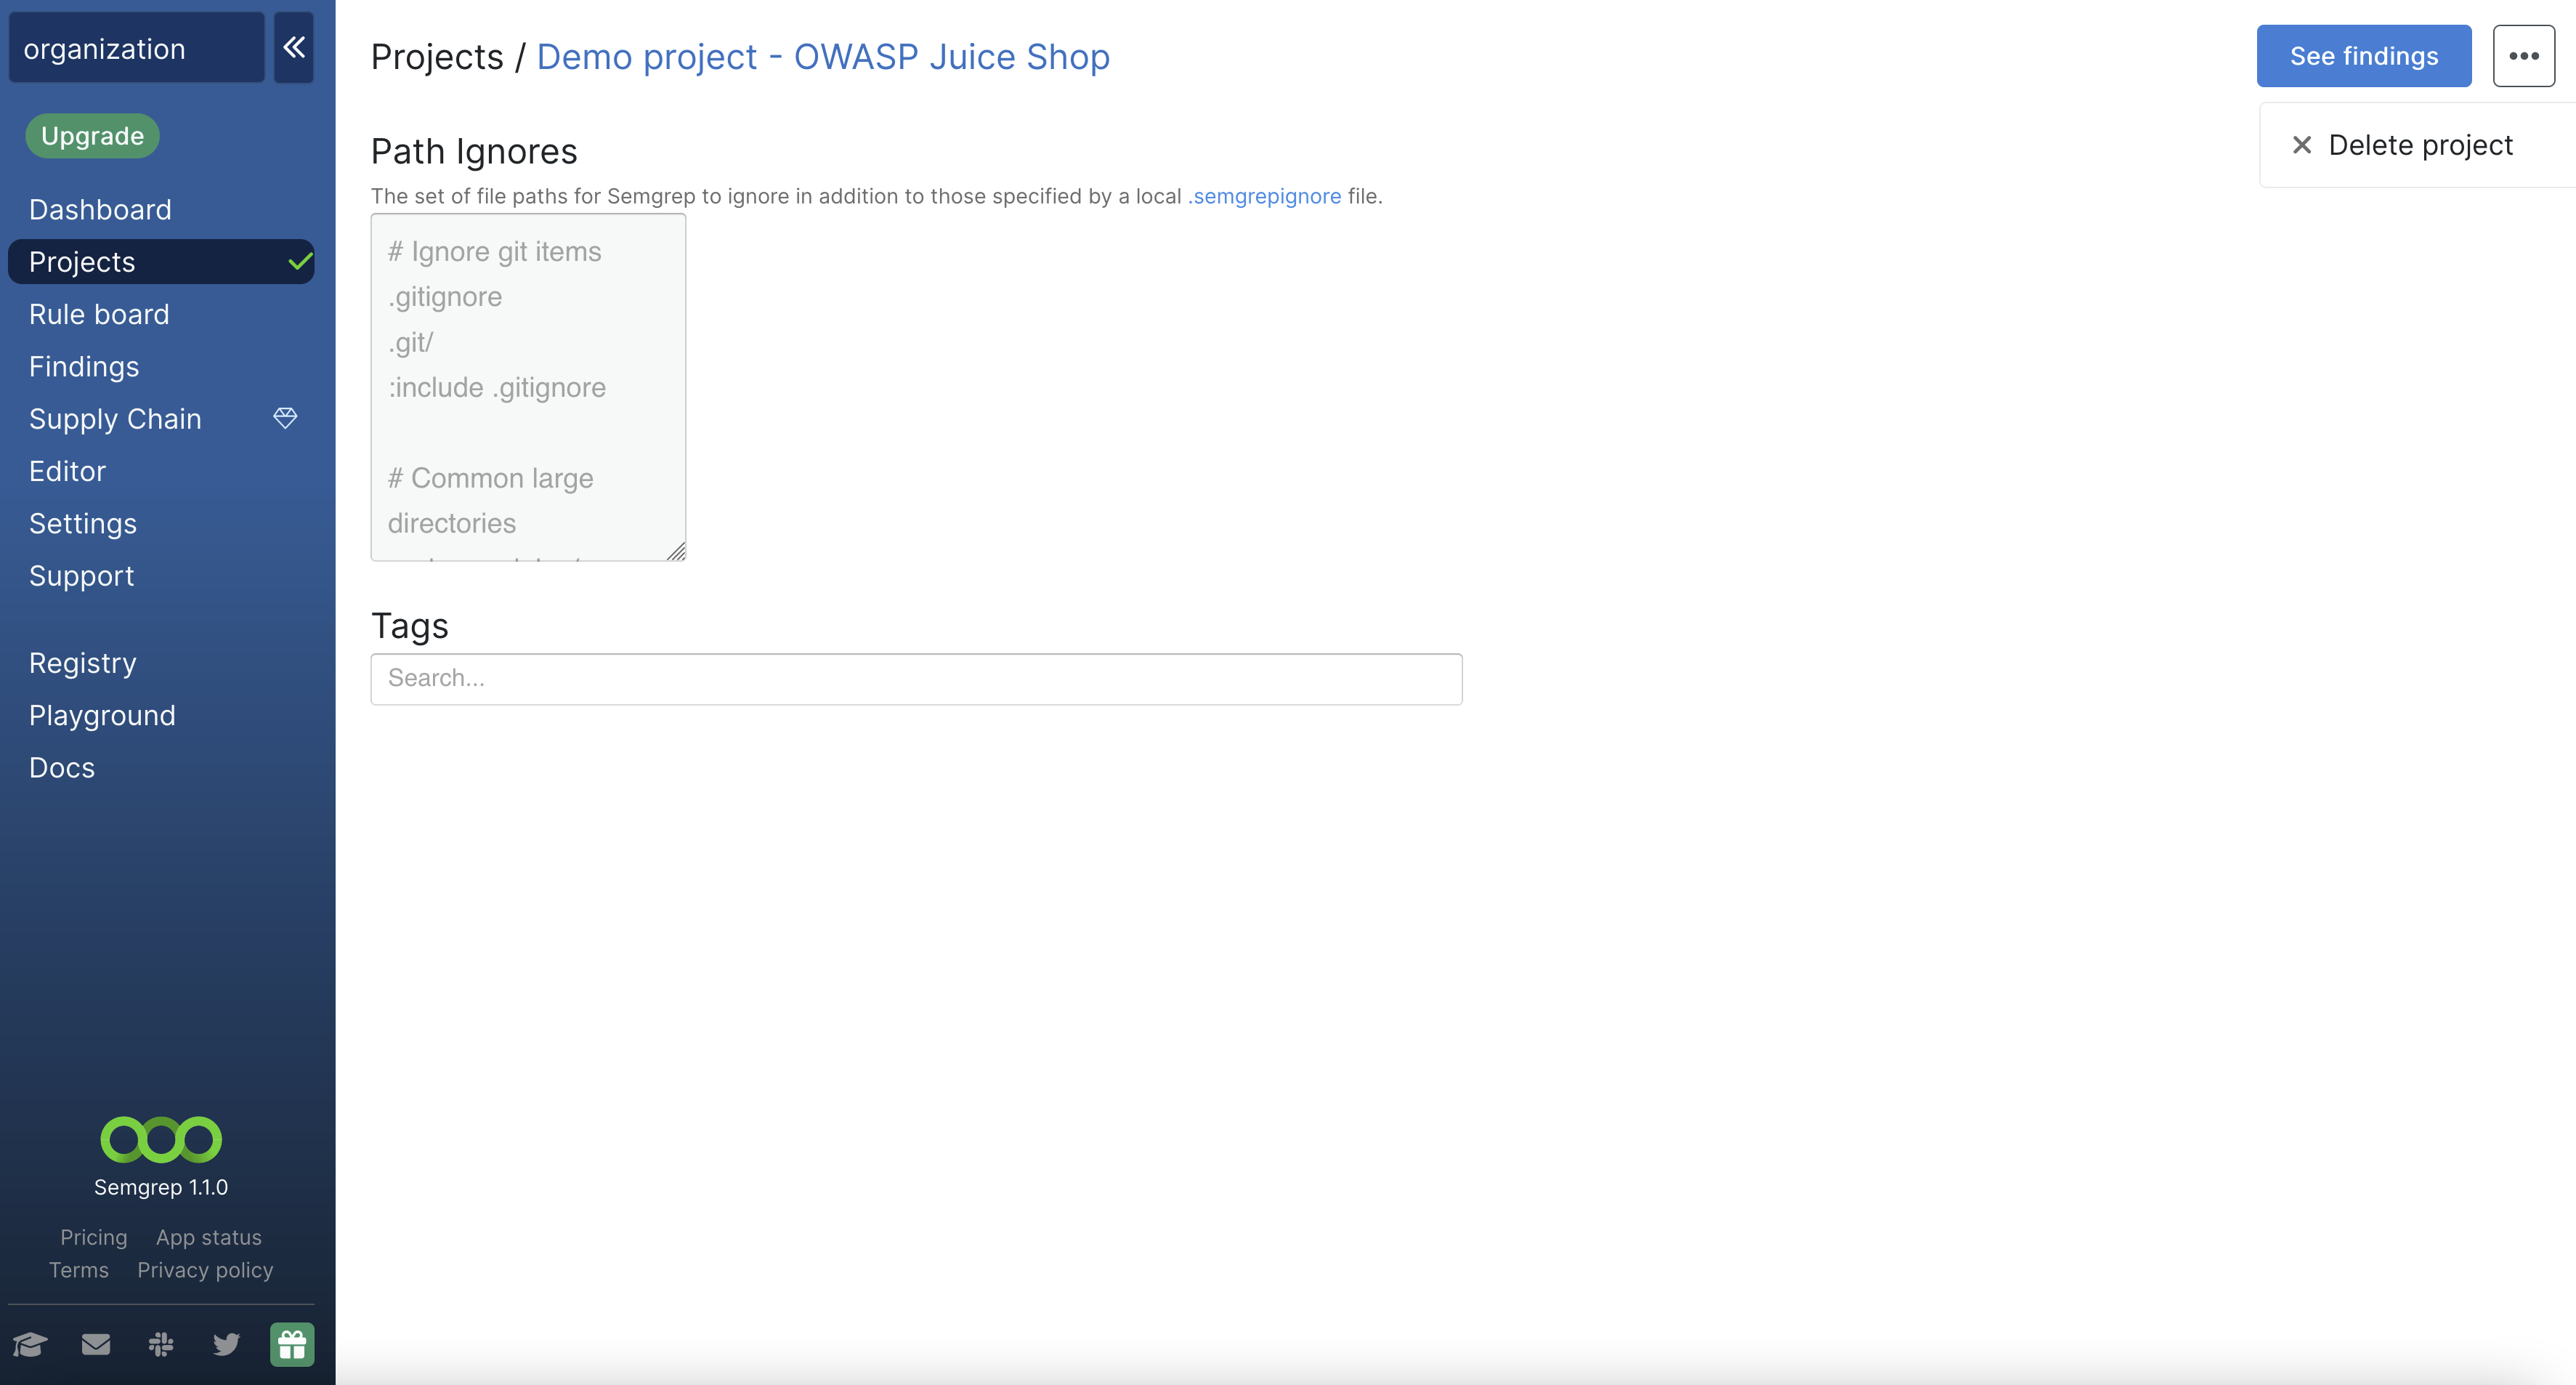 organization
Upgrade
Dashboard
Projects
Rule board
Findings
Supply Chain
Editor
Settings
Support
Registry
Playground
Docs
Semgrep 1.1.0
Pricing App status
Terms Privacy policy
Projects / Demo project - OWASP Juice Shop
See findings
Delete project
Path Ignores
The set of file paths for Semgrep to ignore in addition to those specified by a local .semgrepignore file.
# Ignore git items
.gitignore
.git/
:include .gitignore
# Common large
directories
Tags
Search...